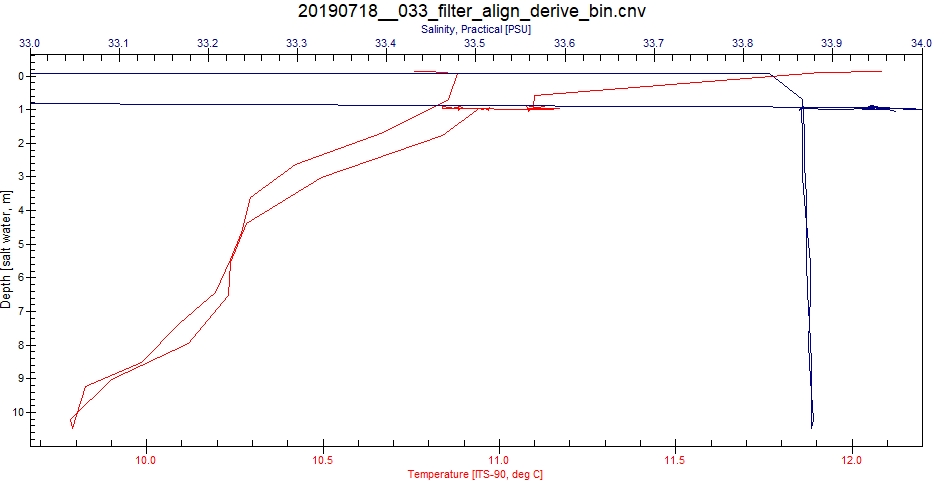 20190718__033_filter_align_derive_bin.cnv
Salinity, Practical [PSU]
33.0 33.1 33.2 33.3 33.4 33.5 33.6 33.7 33.8 33.9 34.0
0
1
2
3
4
5
6
7
8
9
10
Depth [salt water, m]
10.0 10.5 11.0 11.5 12.0
Temperature [ITS-90, deg C]